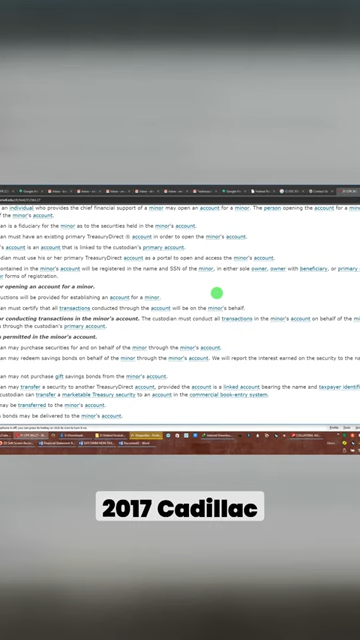 an individual who provides the chief financial support of a minor may open an account for a minor. The person opening the account for a
the minor's account.
an is a fiduciary for the minor as to the securities held in the minor's account.
an must have an existing primary TreasuryDirect ® account in order to open the minor's account.
's account is an account that is linked to the custodian's primary account.
dian must use his or her primary TreasuryDirect account as a portal to open and access the minor's account.
contained in the minor's account will be registered in the name and SSN of the minor, in either sole owner, owner with beneficiary, or primary
er forms of registration.
or opening an account for a minor.
uctions will be provided for establishing an account for a minor.
an must certify that all transactions conducted through the account will be on the minor's behalf.
or conducting transactions in the minor's account. The custodian must conduct all transactions in the minor's account on behalf of the
s through the custodian's primary account.
s permitted in the minor's account.
an may purchase securities for and on behalf of the minor through the minor's account.
an may redeem savings bonds on behalf of the minor through the minor's account. We will report the interest earned on the security to the
an may not purchase gift savings bonds from the minor's account.
an may transfer a security to another TreasuryDirect account, provided the account is a linked account bearing the name and taxpayer
custodian can transfer a marketable Treasury security to an account in the commercial book-entry system.
may be transferred to the minor's account.
bonds may be delivered to the minor's account.
2017 Cadillac